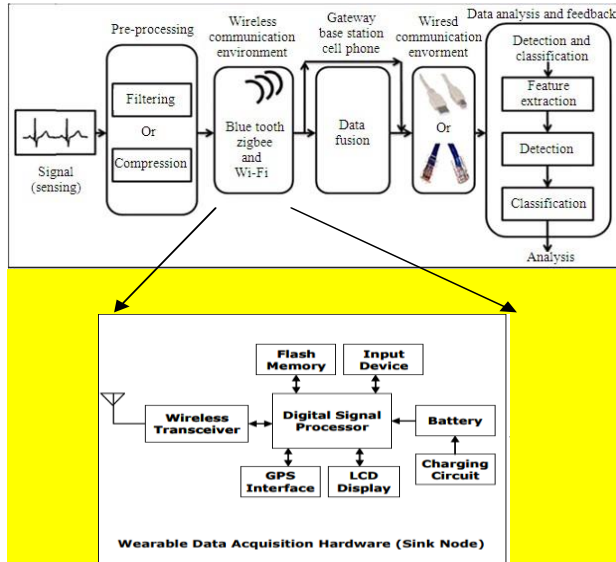 Pre-processing
Wireless
communication
environment
Gateway
base station
cell phone
Wiresd
communication
envorment
Data analysis and feedback
Signal
(sensing)
Filtering
Or
Compression
Blue tooth
zigbee
and
Wi-Fi
Data
fusion
Or
Detection and
classification
Feature
extraction
Detection
Classification
Analysis
Flash
Memory
Input
Device
Wireless
Transceiver
Digital Signal
Processor
Battery
GPS
Interface
LCD
Display
Charging
Circuit
Wearable Data Acquisition Hardware (Sink Node)